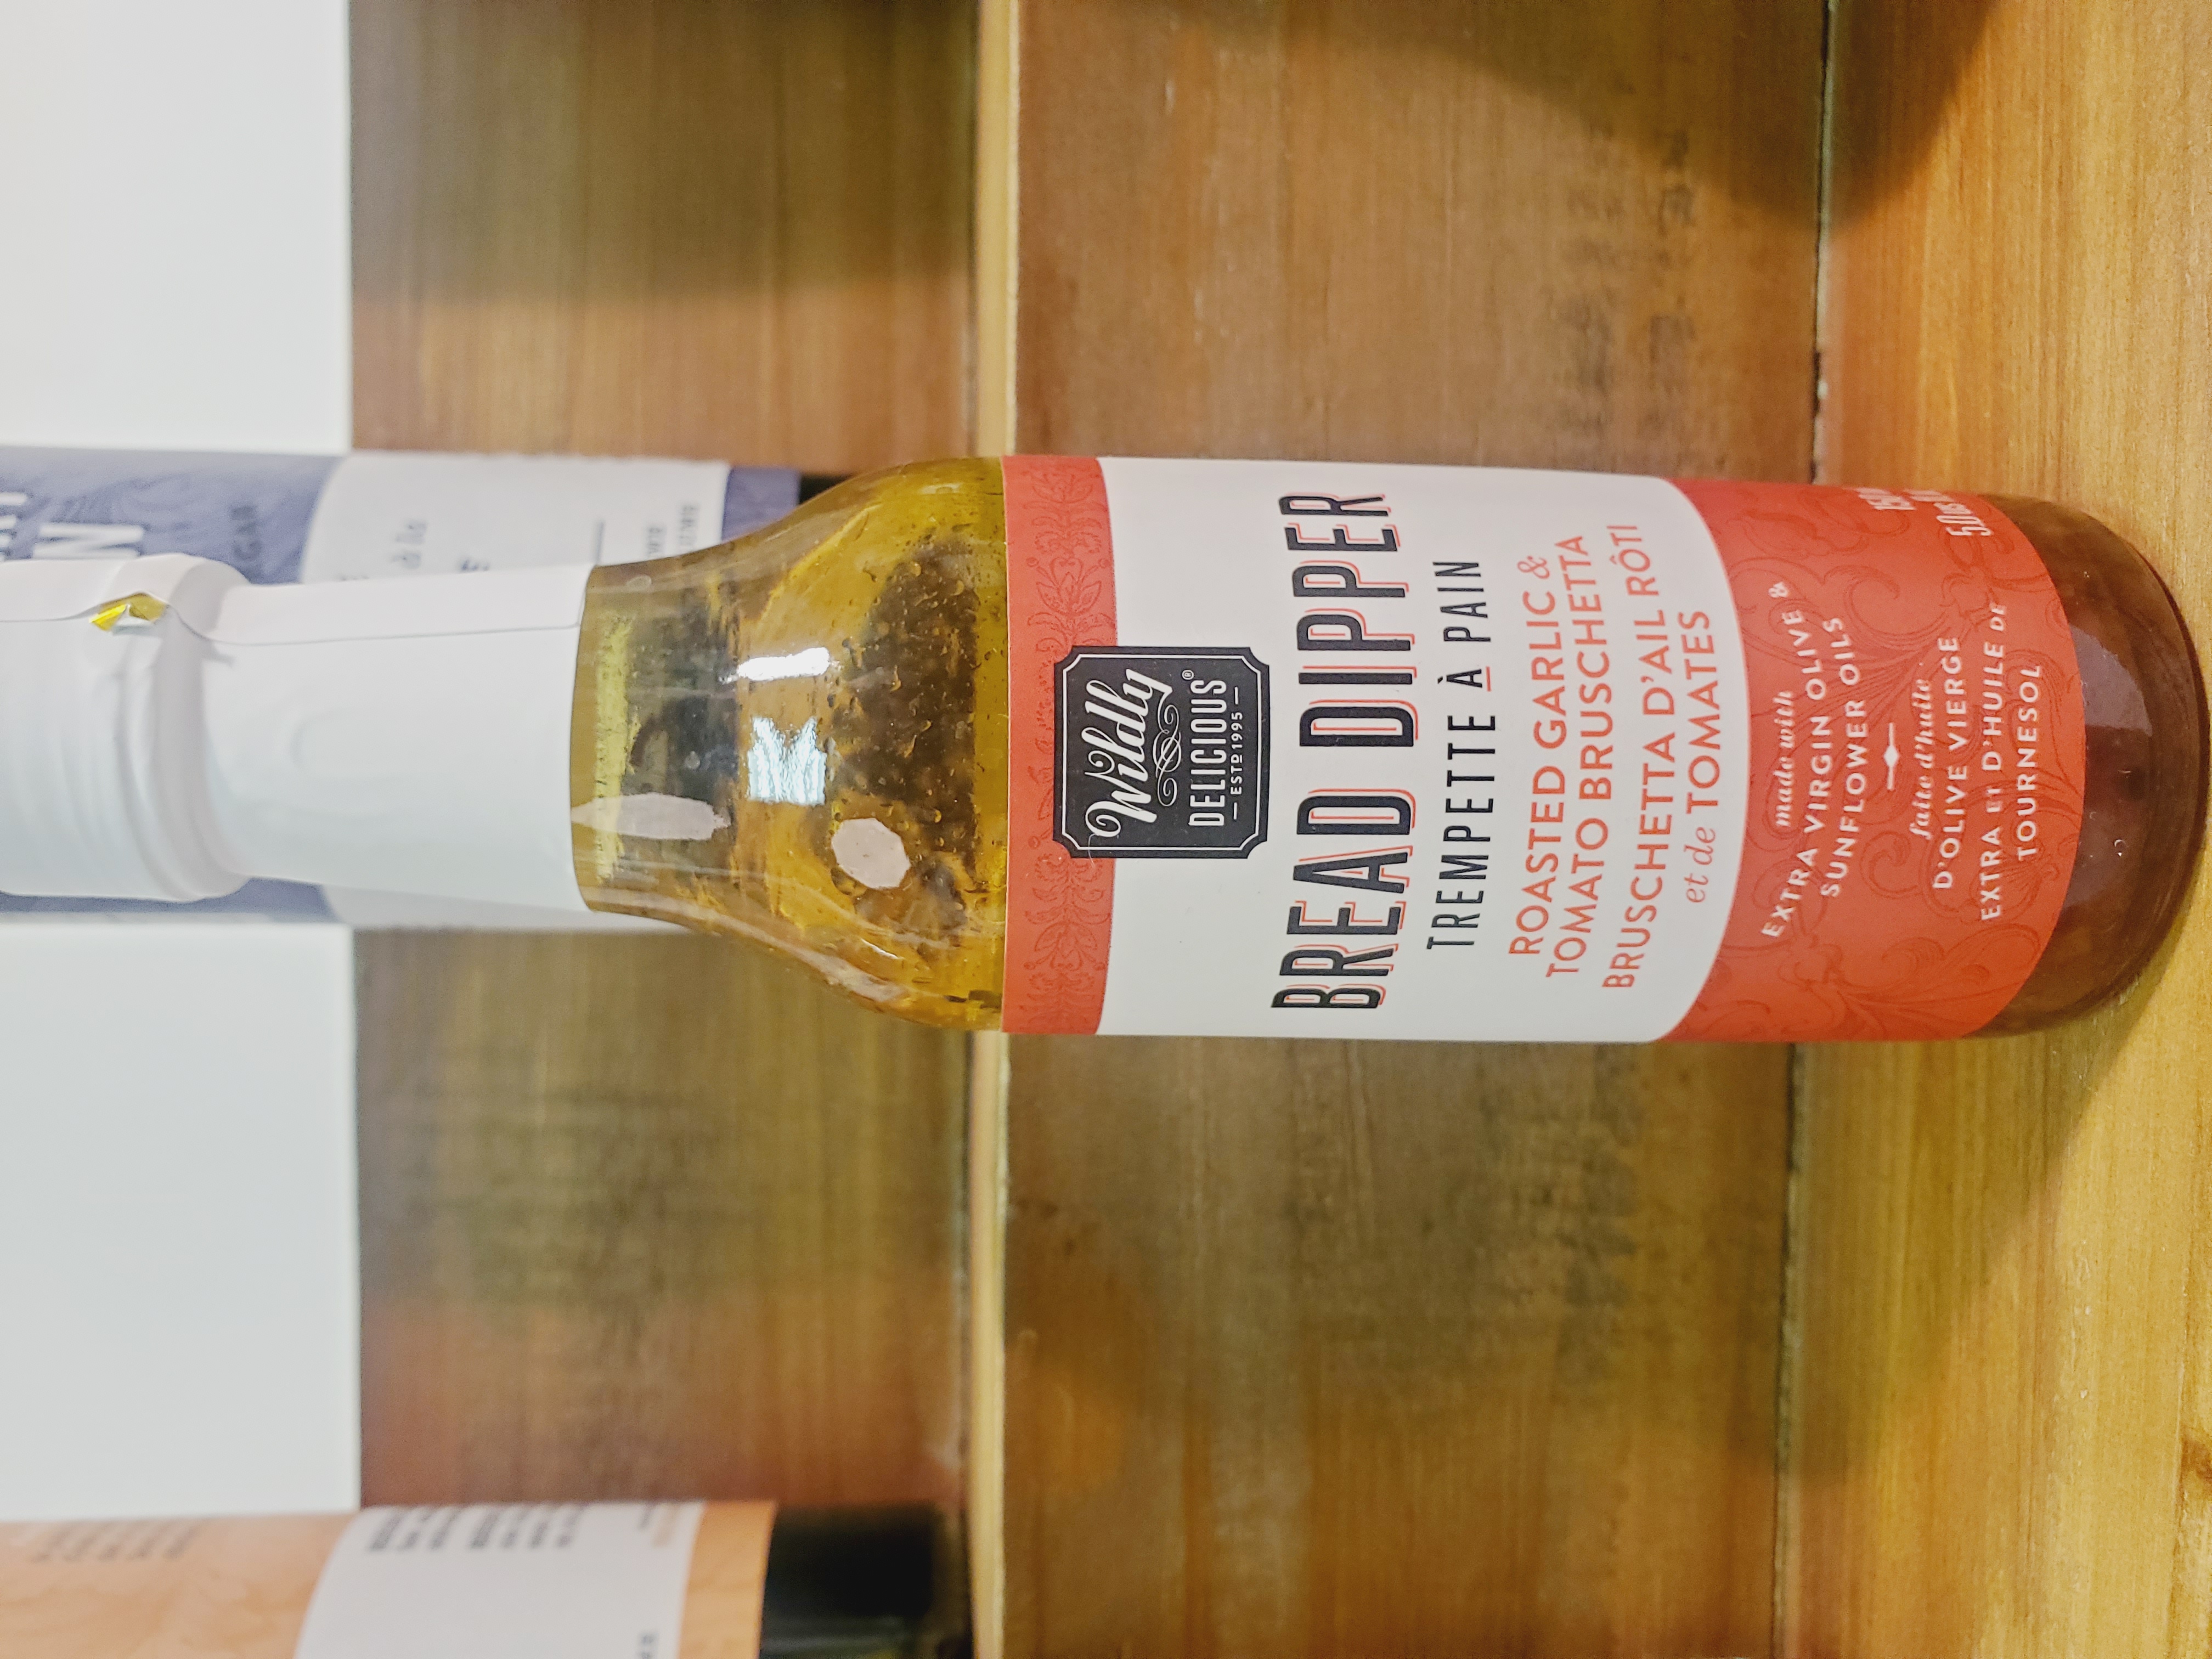 Wildly
DELICIOUS®
ESTD 1995
BREAD DIPPER
TREMPETTE À PAIN
ROASTED GARLIC &
TOMATO BRUSCHETTA
BRUSCHETTA D'AIL RÔTI
et de TOMATES
made with
EXTRA VIRGIN OLIVE &
SUNFLOWER OILS
faite d'huile
D'OLIVE VIERGE
EXTRA ET D'HUILE DE
TOURNESOL